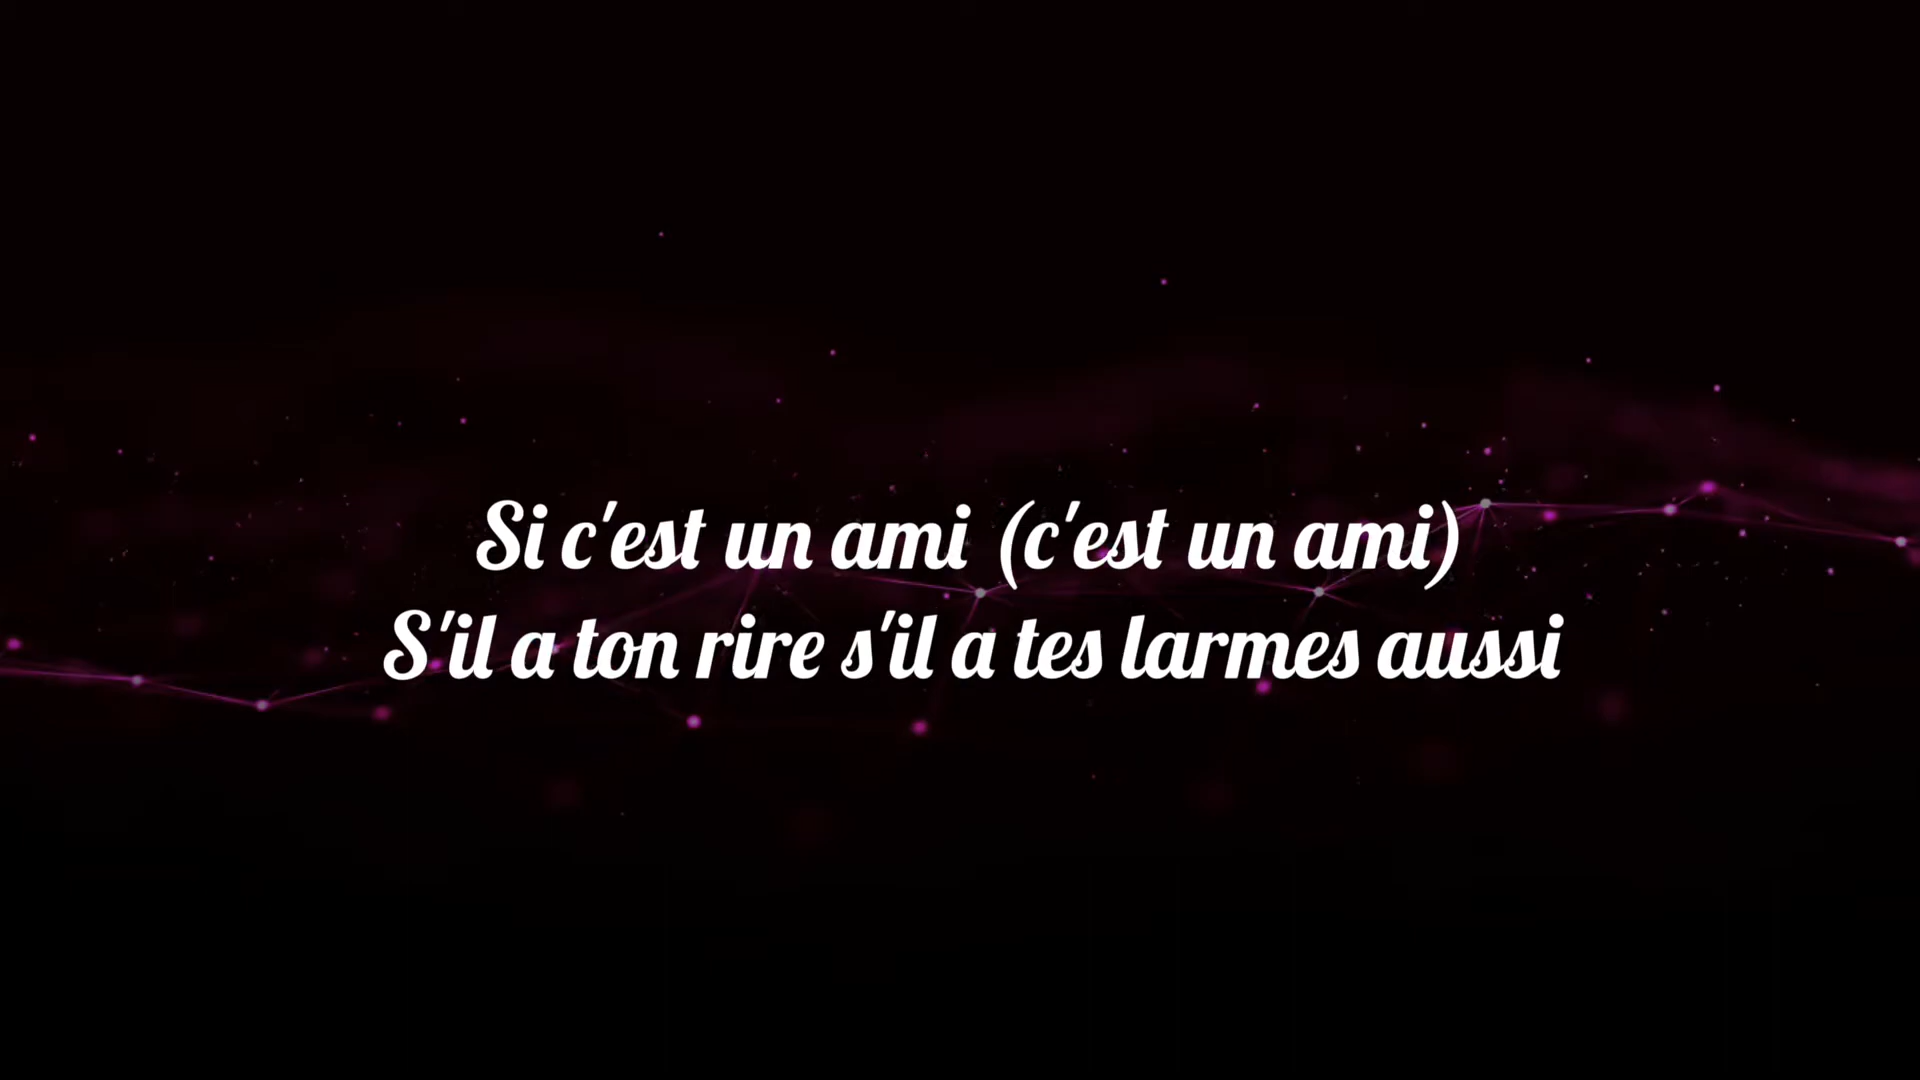 Si c'est un ami (c'est un ami)
S'il a ton rire s'il a tes larmes aussi